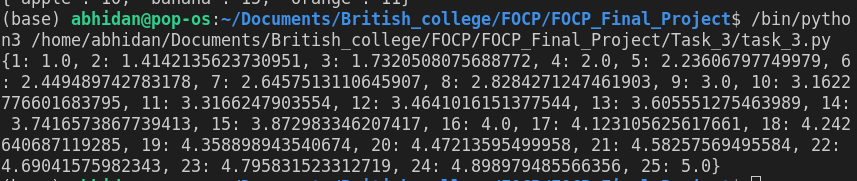 {'apple': 10, 'banana': 15, 'orange': 11}
(base) abhidan@pop-os:~/Documents/British_college/FOCP/FOCP_Final_Project$ /bin/pytho
n3 /home/abhidan/Documents/British_college/FOCP/FOCP_Final_Project/Task_3/task_3.py
{1: 1.0, 2: 1.4142135623730951, 3: 1.7320508075688772, 4: 2.0, 5: 2.23606797749979, 6
: 2.449489742783178, 7: 2.6457513110645907, 8: 2.8284271247461903, 9: 3.0, 10: 3.1622
776601683795, 11: 3.3166247903554, 12: 3.4641016151377544, 13: 3.605551275463989, 14:
 3.7416573867739413, 15: 3.872983346207417, 16: 4.0, 17: 4.123105625617661, 18: 4.242
640687119285, 19: 4.358898943540674, 20: 4.47213595499958, 21: 4.58257569495584, 22:
4.69041575982343, 23: 4.795831523312719, 24: 4.898979485566356, 25: 5.0}